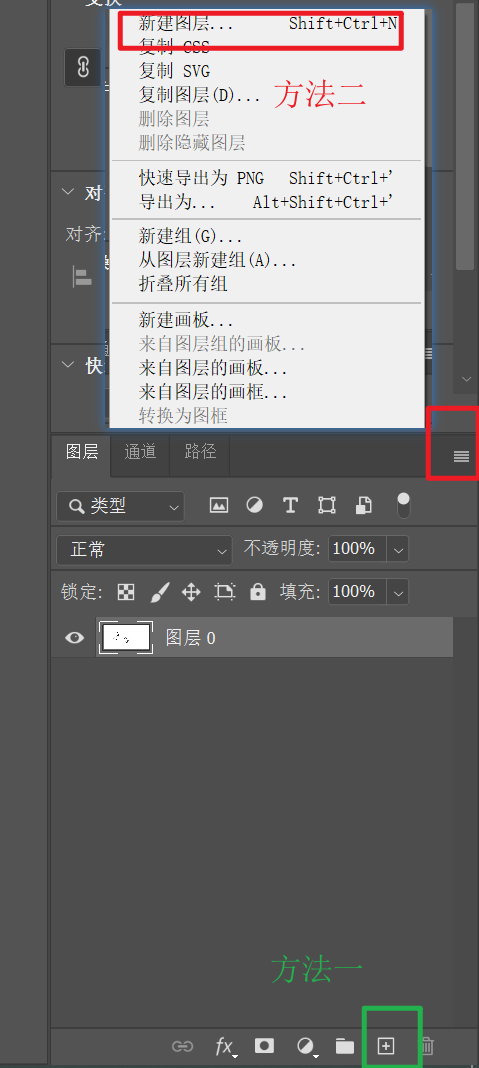 新建图层... Shift+Ctrl+N
复制 CSS
复制 SVG
复制图层(D)...
方法二
删除图层
删除隐藏图层
快速导出为 PNG Shift+Ctrl+'
导出为... Alt+Shift+Ctrl+'
新建组(G)...
从图层新建组(A)...
折叠所有组
新建画板...
来自图层组的画板...
来自图层的画板...
来自图层的画框...
转换为图框
对
对齐:
快
图层 通道 路径
类型
正常 不透明度: 100%
锁定: 填充: 100%
图层 0
方法一
fx